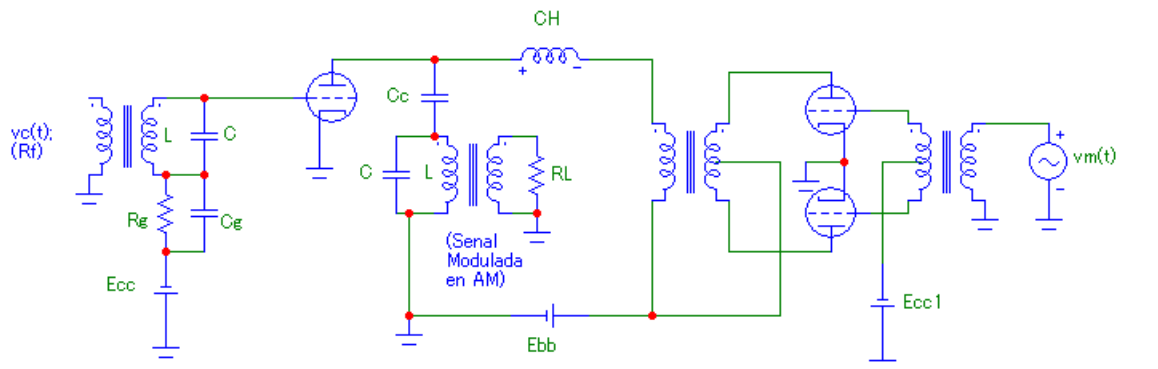 CH
Cc
vc(t);
(Rf)
L
C
C
L
RL
vm(t)
Rg
Cg
(Senal
Modulada
en AM)
Ecc
Ecc1
Ebb